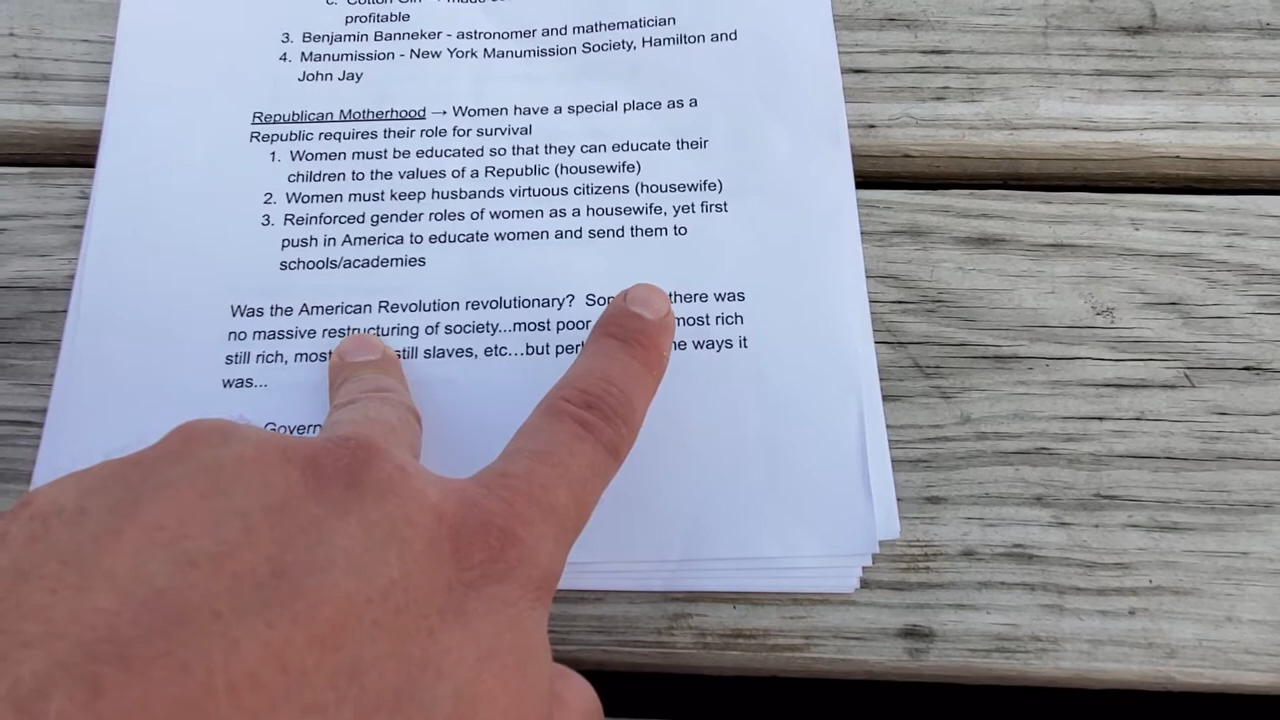 profitable
3. Benjamin Banneker - astronomer and mathematician
4. Manumission - New York Manumission Society, Hamilton and
John Jay
Republican Motherhood → Women have a special place as a
Republic requires their role for survival
1. Women must be educated so that they can educate their
children to the values of a Republic (housewife)
2. Women must keep husbands virtuous citizens (housewife)
3. Reinforced gender roles of women as a housewife, yet first
push in America to educate women and send them to
schools/academies
Was the American Revolution revolutionary? there was
no massive restructuring of society...most poor most rich
still rich, most still slaves, etc...but ways it
was...